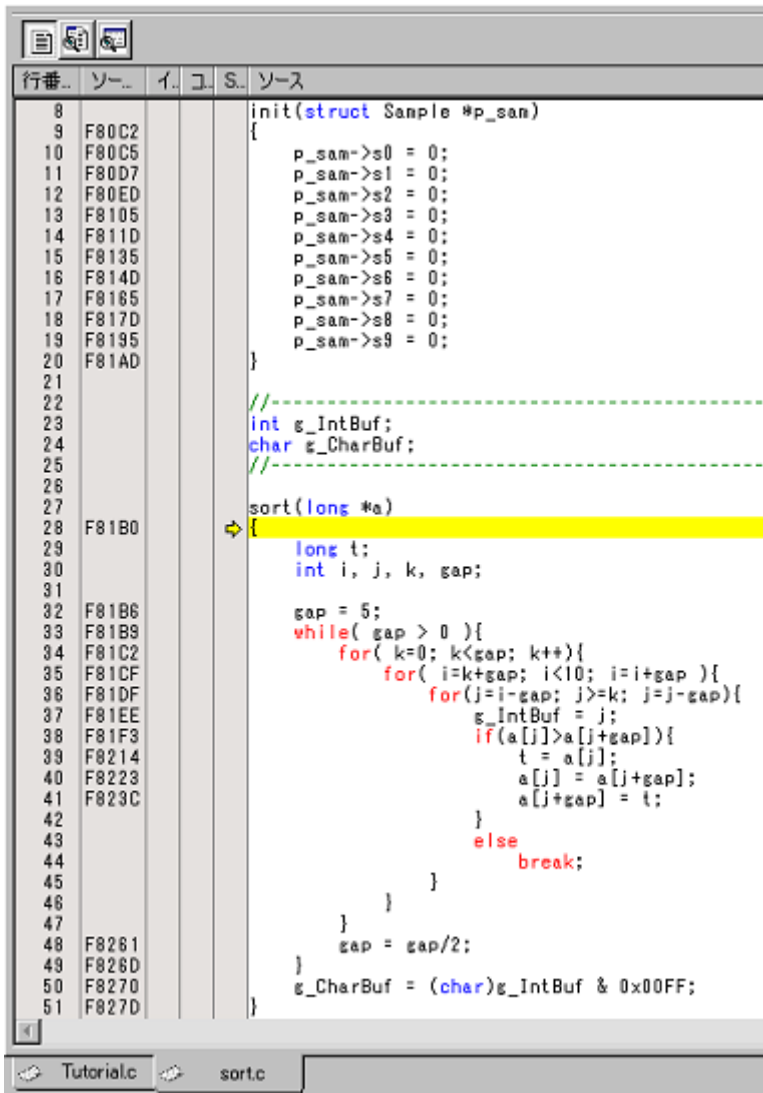 行番... ソー... イ.. コ.. S.. ソース
8 init(struct Sample *p_sam)
9 F80C2 {
10 F80C5 p_sam->s0 = 0;
11 F80D7 p_sam->s1 = 0;
12 F80ED p_sam->s2 = 0;
13 F8105 p_sam->s3 = 0;
14 F811D p_sam->s4 = 0;
15 F8135 p_sam->s5 = 0;
16 F814D p_sam->s6 = 0;
17 F8165 p_sam->s7 = 0;
18 F817D p_sam->s8 = 0;
19 F8195 p_sam->s9 = 0;
20 F81AD }
21
22 //------------------------------------------------
23 int g_IntBuf;
24 char g_CharBuf;
25 //------------------------------------------------
26
27 sort(long *a)
28 F81B0 {
29 long t;
30 int i, j, k, gap;
31
32 F81B6 gap = 5;
33 F81B9 while( gap > 0 ){
34 F81C2 for( k=0; k<gap; k++){
35 F81CF for( i=k+gap; i<10; i=i+gap ){
36 F81DF for(j=i-gap; j>=k; j=j-gap){
37 F81EE g_IntBuf = j;
38 F81F3 if(a[j]>a[j+gap]){
39 F8214 t = a[j];
40 F8223 a[j] = a[j+gap];
41 F823C a[j+gap] = t;
42 }
43 else
44 break;
45 }
46 }
47 }
48 F8261 gap = gap/2;
49 F826D }
50 F8270 g_CharBuf = (char)g_IntBuf & 0x00FF;
51 F827D }
Tutorial.c sort.c